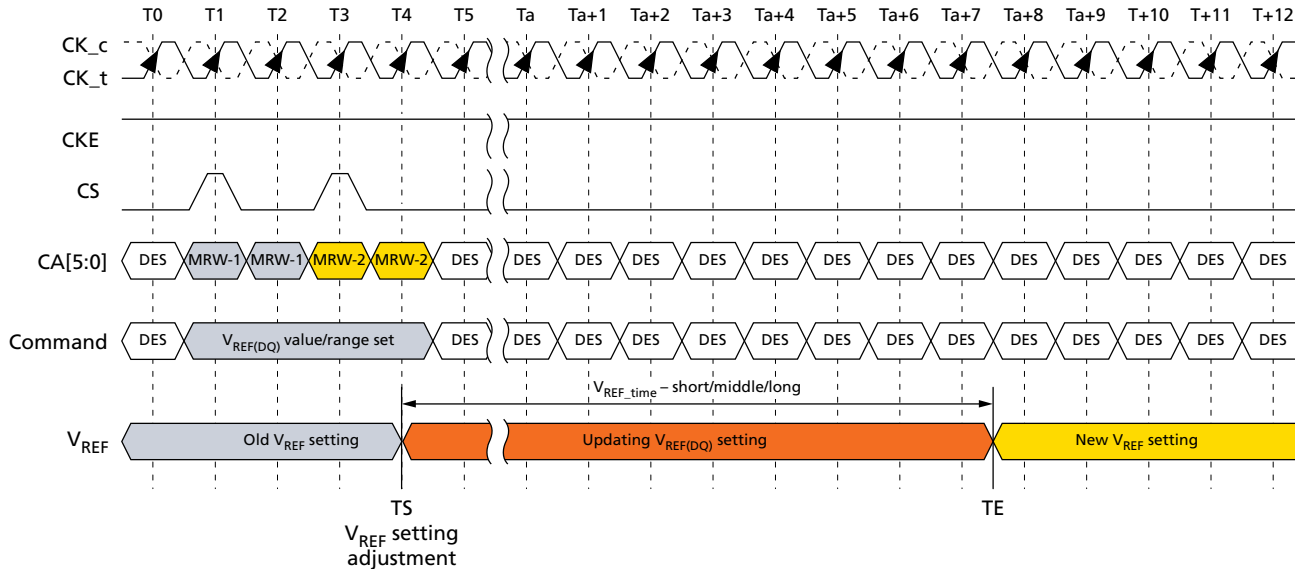 T0 T1 T2 T3 T4 T5 Ta Ta+1 Ta+2 Ta+3 Ta+4 Ta+5 Ta+6 Ta+7 Ta+8 Ta+9 T+10 T+11 T+12
CK_c
CK_t
CKE
CS
CA[5:0] DES MRW-1 MRW-1 MRW-2 MRW-2 DES DES DES DES DES DES DES DES DES DES DES DES DES DES
Command DES VREF(DQ) value/range set DES DES DES DES DES DES DES DES DES DES DES DES DES DES
VREF_time – short/middle/long
VREF Old VREF setting Updating VREF(DQ) setting New VREF setting
TS TE
VREF setting
adjustment